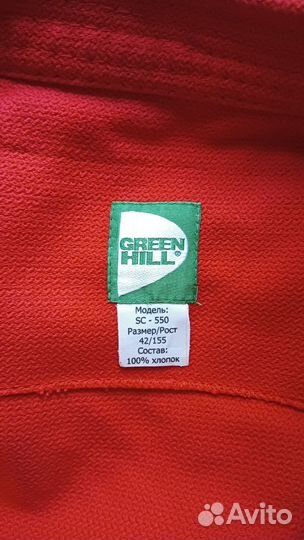 GREEN
HILL®
Модель:
SC - 550
Размер/Рост
42/155
Состав:
100% хлопок
Avito